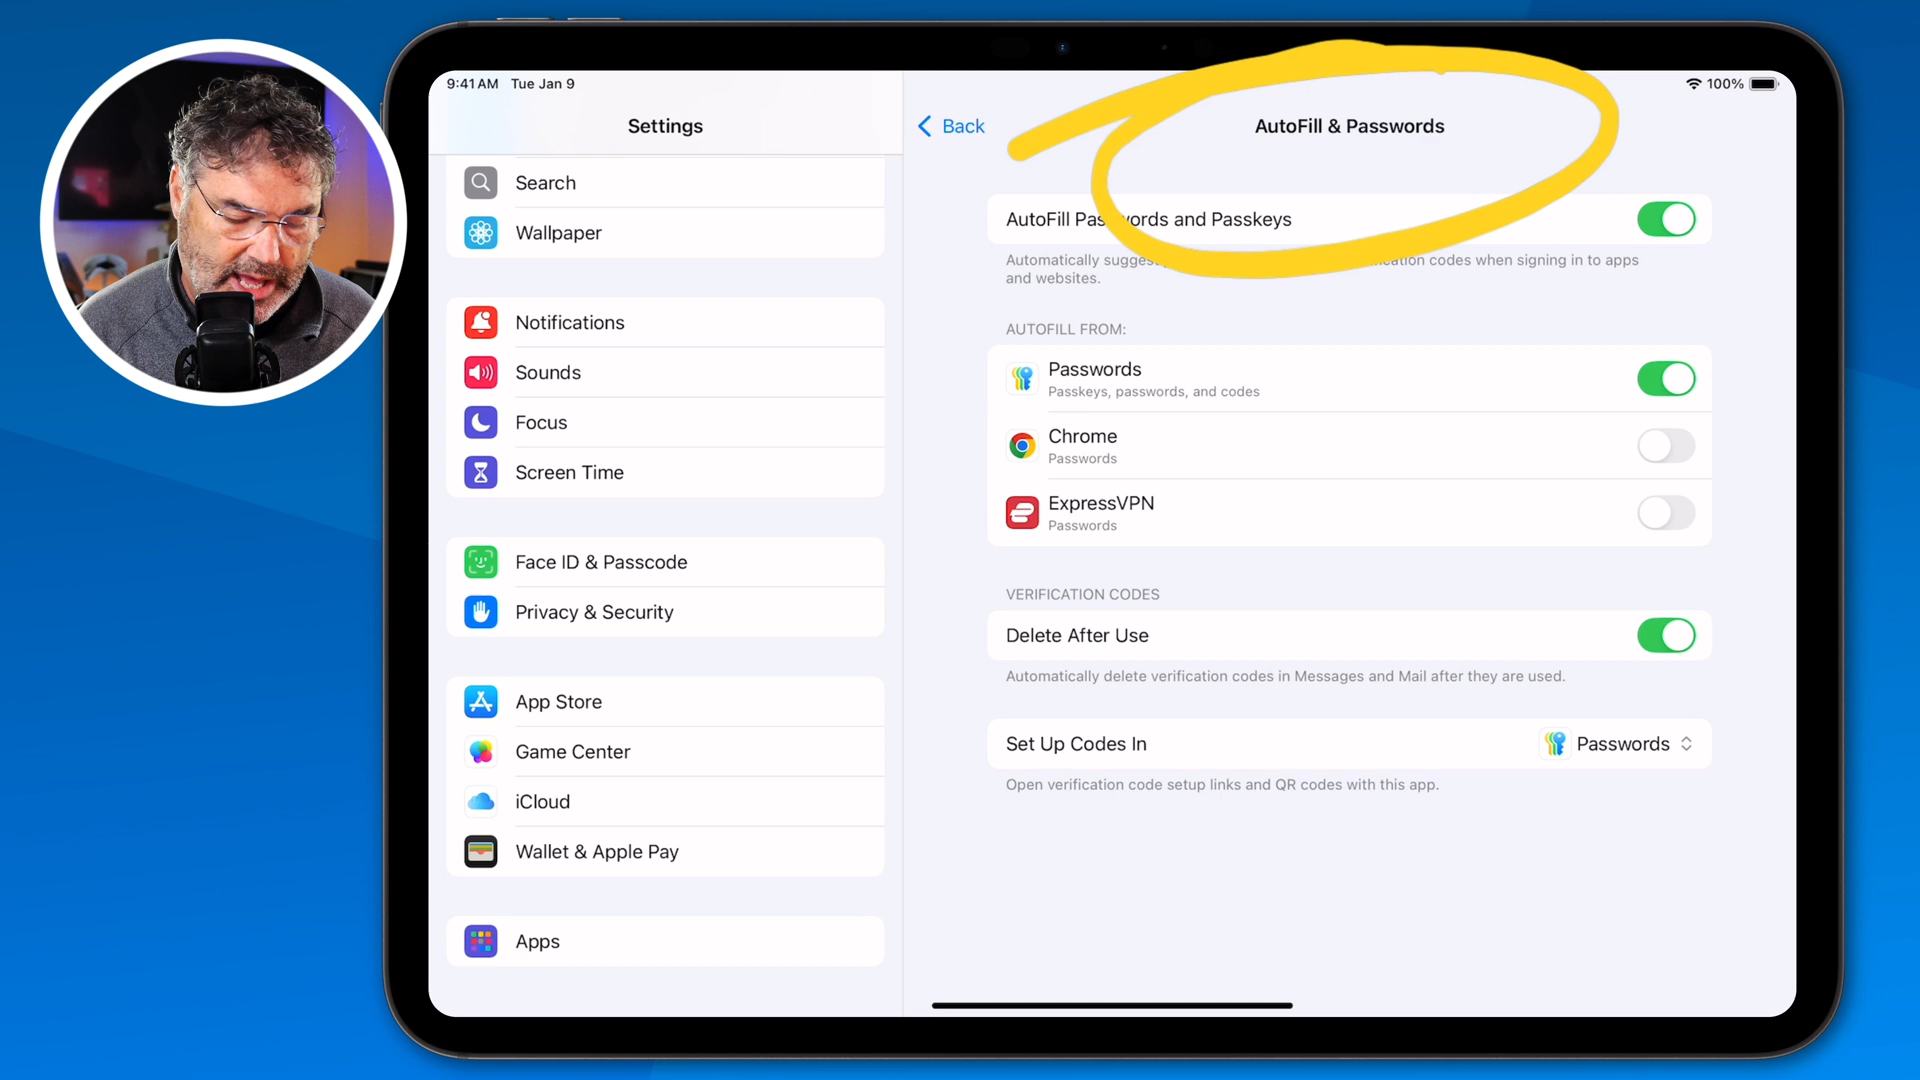 9:41 AM Tue Jan 9
100%
Settings
Search
Wallpaper
Notifications
Sounds
Focus
Screen Time
Face ID & Passcode
Privacy & Security
App Store
Game Center
iCloud
Wallet & Apple Pay
Apps
Back
AutoFill & Passwords
AutoFill Passwords and Passkeys
Automatically suggest codes when signing in to apps
and websites.
AUTOFILL FROM:
Passwords
Passkeys, passwords, and codes
Chrome
Passwords
ExpressVPN
Passwords
VERIFICATION CODES
Delete After Use
Automatically delete verification codes in Messages and Mail after they are used.
Set Up Codes In
Passwords
Open verification code setup links and QR codes with this app.